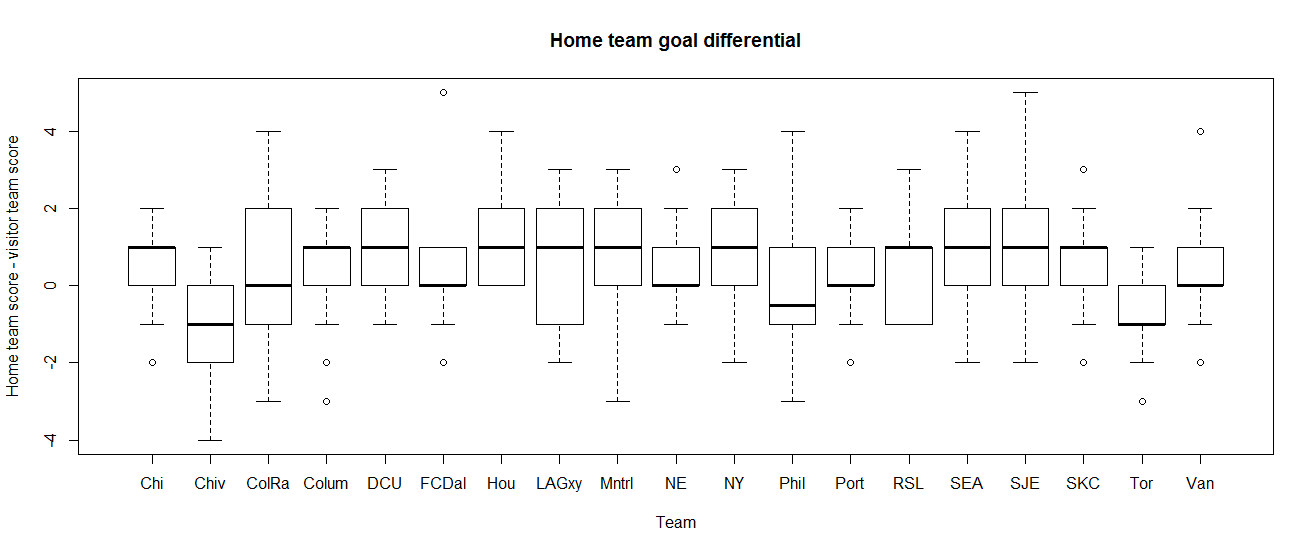 Home team goal differential
Home team score - visitor team score
4
2
0
-2
-4
Chi Chiv ColRa Colum DCU FCDal Hou LAGxy Mntrl NE NY Phil Port RSL SEA SJE SKC Tor Van
Team